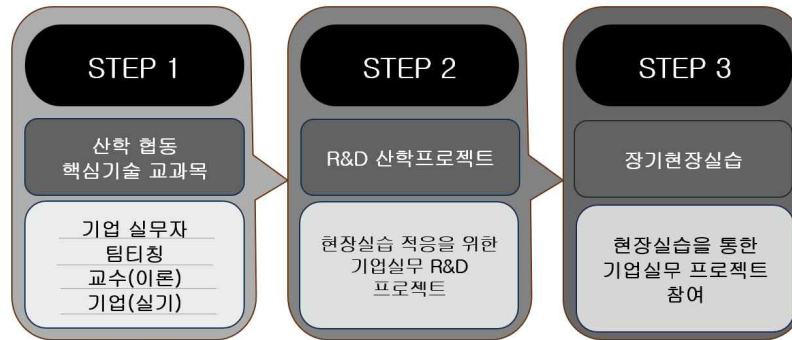 STEP 1
산학 협동
핵심기술 교과목
기업 실무자
팀티칭
교수(이론)
기업(실기)
STEP 2
R&D 산학프로젝트
현장실습 적응을 위한
기업실무 R&D
프로젝트
STEP 3
장기현장실습
현장실습을 통한
기업실무 프로젝트
참여